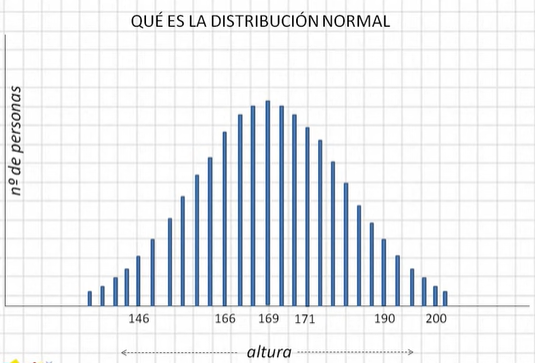 QUÉ ES LA DISTRIBUCIÓN NORMAL
nº de personas
146 166 169 171 190 200
altura